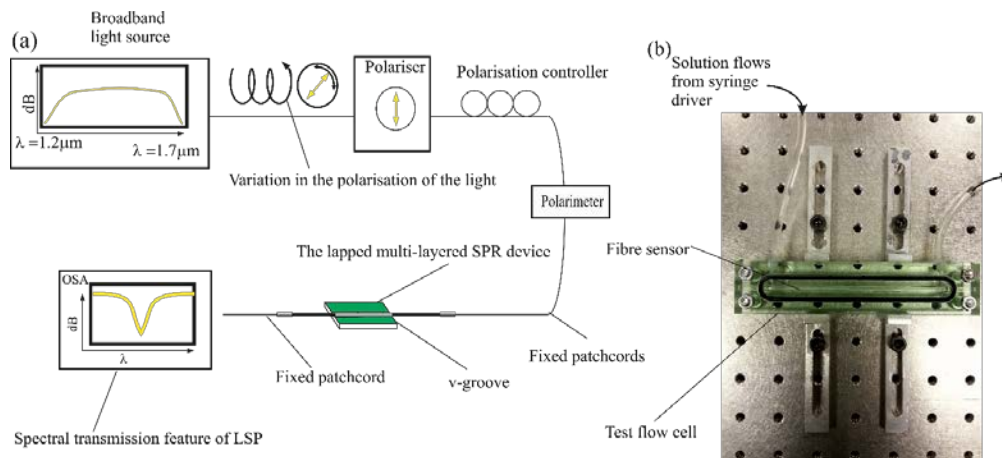 (a)
Broadband
light source
dB
λ =1.2μm
λ =1.7μm
Polariser
Polarisation controller
Variation in the polarisation of the light
Polarimeter
The lapped multi-layered SPR device
OSA
dB
λ
Fixed patchcord
v-groove
Fixed patchcords
Spectral transmission feature of LSP
(b)
Solution flows
from syringe
driver
Fibre sensor
Test flow cell